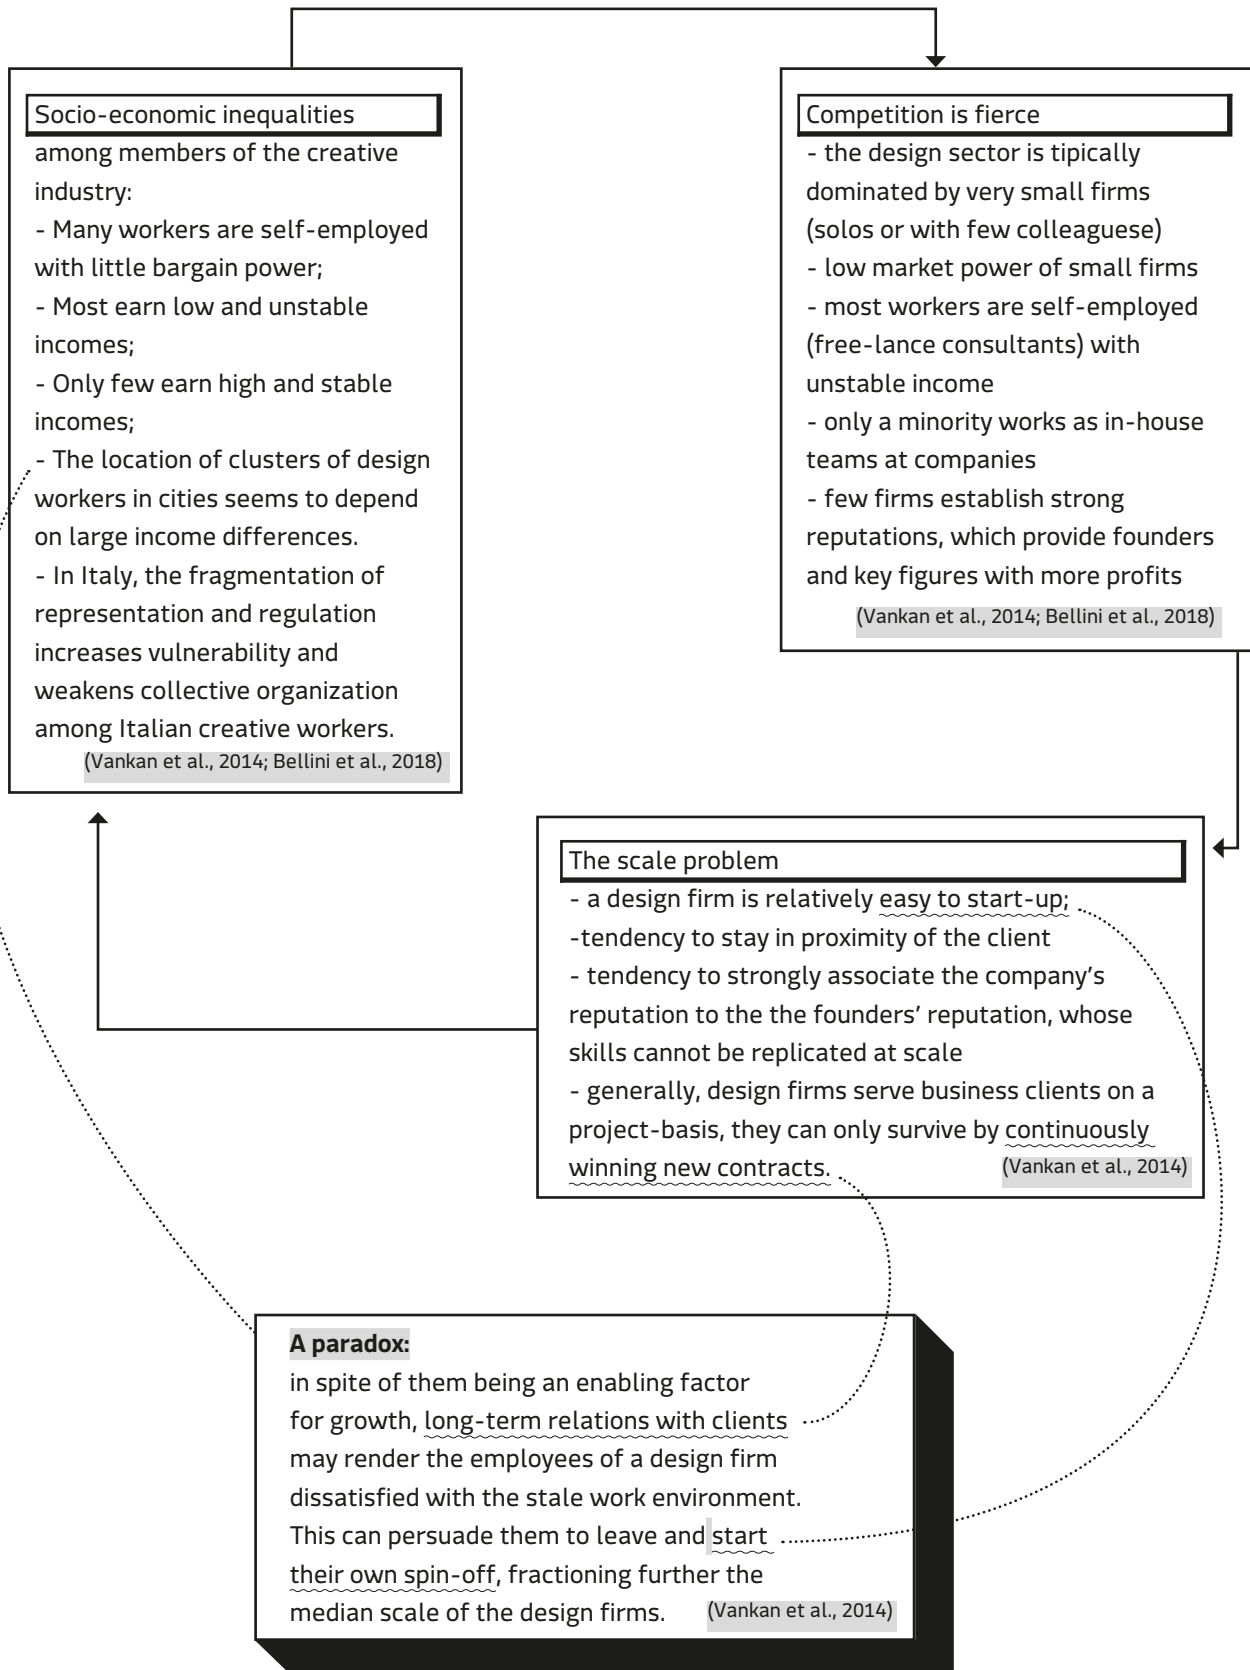 Socio-economic inequalities
among members of the creative
industry:
- Many workers are self-employed
with little bargain power;
- Most earn low and unstable
incomes;
- Only few earn high and stable
incomes;
- The location of clusters of design
workers in cities seems to depend
on large income differences.
- In Italy, the fragmentation of
representation and regulation
increases vulnerability and
weakens collective organization
among Italian creative workers.
(Vankan et al., 2014; Bellini et al., 2018)
Competition is fierce
- the design sector is tipically
dominated by very small firms
(solos or with few colleaguese)
- low market power of small firms
- most workers are self-employed
(free-lance consultants) with
unstable income
- only a minority works as in-house
teams at companies
- few firms establish strong
reputations, which provide founders
and key figures with more profits
(Vankan et al., 2014; Bellini et al., 2018)
The scale problem
- a design firm is relatively easy to start-up;
-tendency to stay in proximity of the client
- tendency to strongly associate the company's
reputation to the the founders' reputation, whose
skills cannot be replicated at scale
- generally, design firms serve business clients on a
project-basis, they can only survive by continuously
winning new contracts.
(Vankan et al., 2014)
A paradox:
in spite of them being an enabling factor
for growth, long-term relations with clients
may render the employees of a design firm
dissatisfied with the stale work environment.
This can persuade them to leave and start
their own spin-off, fractioning further the
median scale of the design firms.
(Vankan et al., 2014)